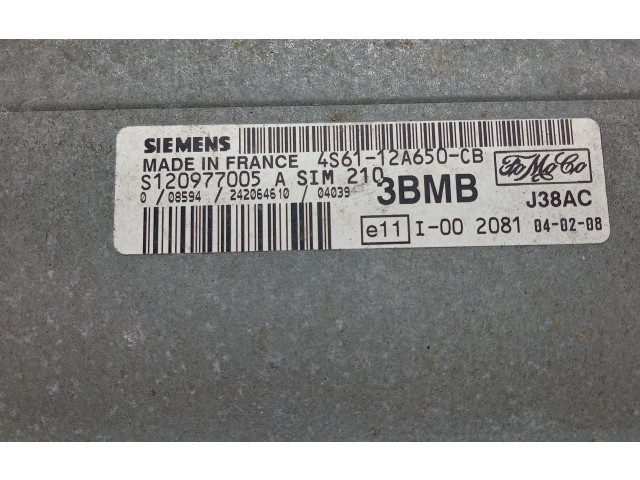 SIEMENS
MADE IN FRANCE 4S61-12A650-CB
S120977005 A SIM 210
0 / 08594 / 242064610 / 04039
3BMB
FoMoCo
J38AC
e11 I-00 2081 04-02-08